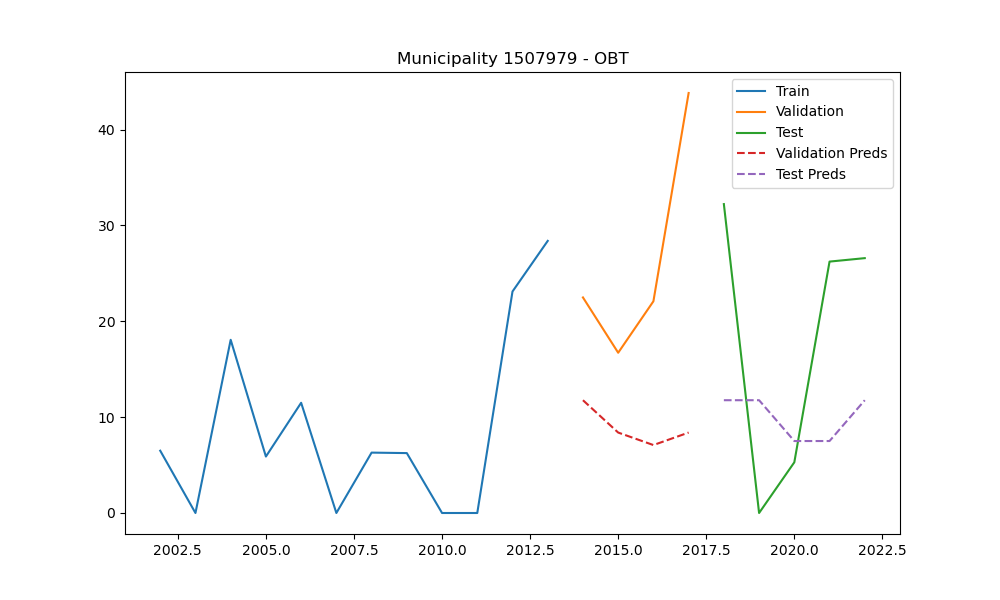 Municipality 1507979 - OBT
Train
Validation
Test
Validation Preds
Test Preds
40
30
20
10
0
2002.5 2005.0 2007.5 2010.0 2012.5 2015.0 2017.5 2020.0 2022.5